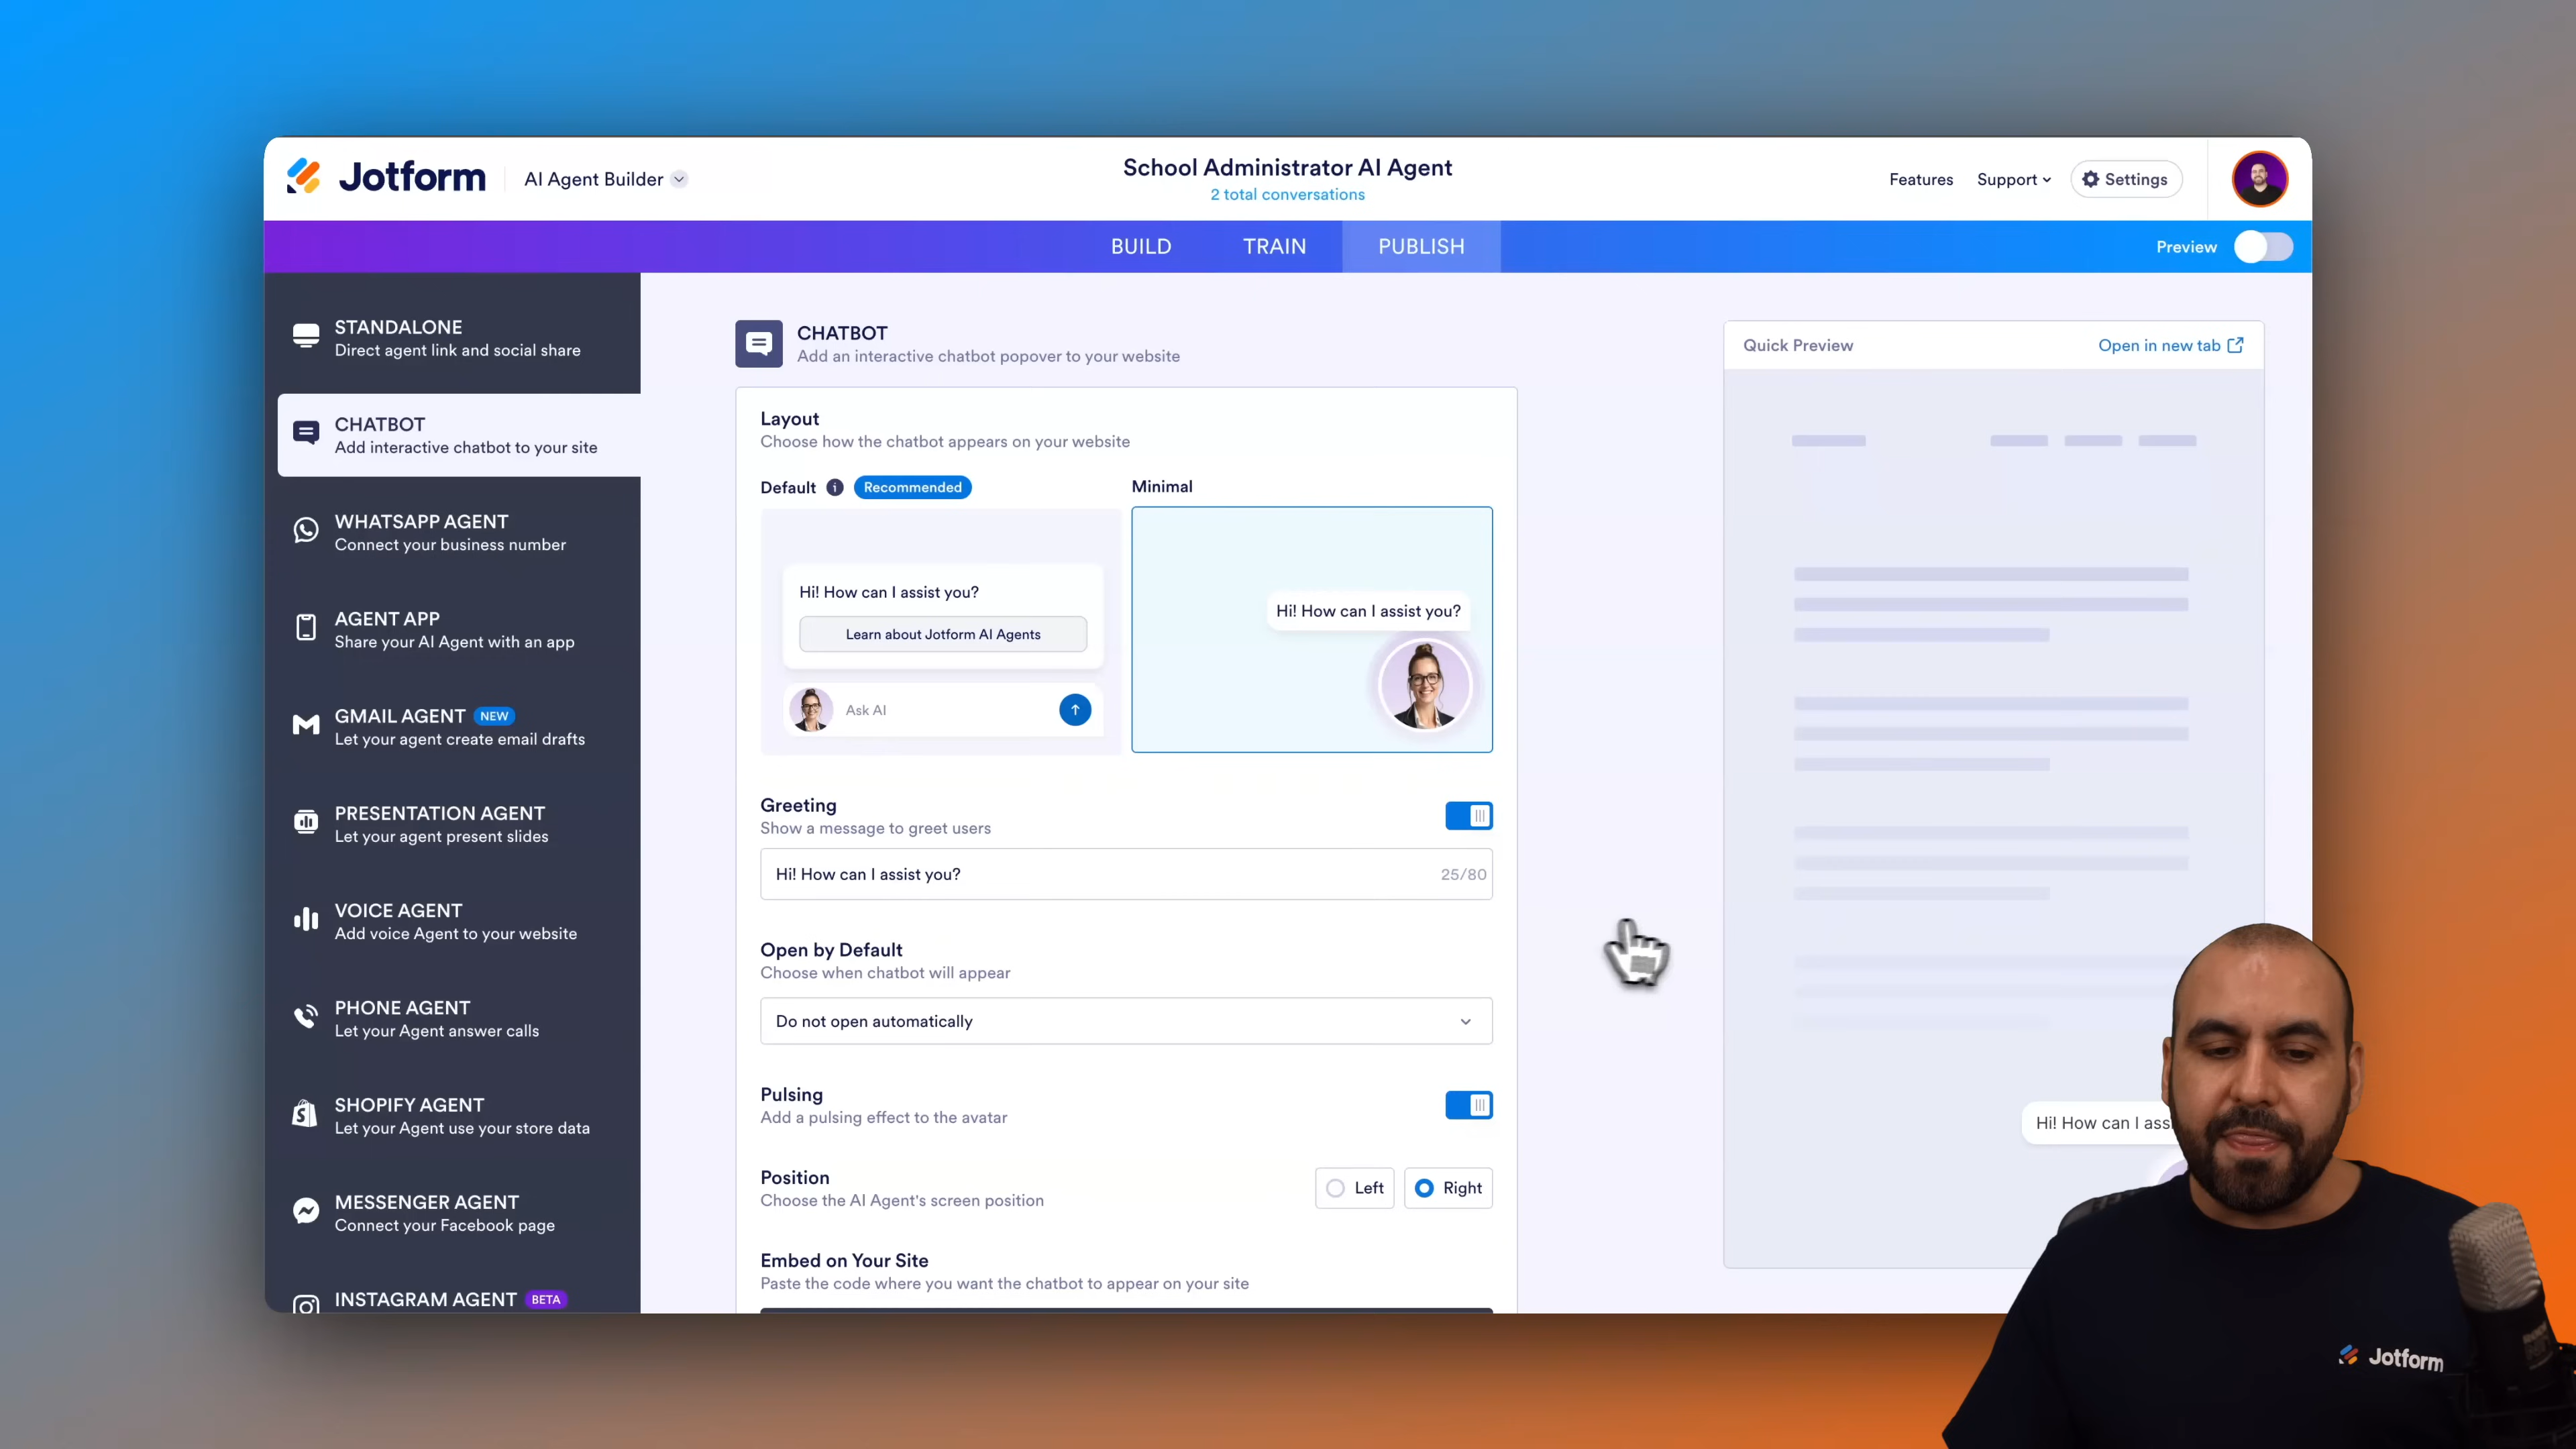 Jotform
AI Agent Builder
School Administrator AI Agent
2 total conversations
Features
Support
Settings
BUILD
TRAIN
PUBLISH
Preview
STANDALONE
Direct agent link and social share
CHATBOT
Add interactive chatbot to your site
WHATSAPP AGENT
Connect your business number
AGENT APP
Share your AI Agent with an app
GMAIL AGENT NEW
Let your agent create email drafts
PRESENTATION AGENT
Let your agent present slides
VOICE AGENT
Add voice Agent to your website
PHONE AGENT
Let your Agent answer calls
SHOPIFY AGENT
Let your Agent use your store data
MESSENGER AGENT
Connect your Facebook page
INSTAGRAM AGENT BETA
CHATBOT
Add an interactive chatbot popover to your website
Layout
Choose how the chatbot appears on your website
Default Recommended
Hi! How can I assist you?
Learn about Jotform AI Agents
Ask AI
Minimal
Hi! How can I assist you?
Greeting
Show a message to greet users
Hi! How can I assist you? 25/80
Open by Default
Choose when chatbot will appear
Do not open automatically
Pulsing
Add a pulsing effect to the avatar
Position
Choose the AI Agent's screen position
Left
Right
Embed on Your Site
Paste the code where you want the chatbot to appear on your site
Quick Preview
Open in new tab
Hi! How can I ass
Jotform